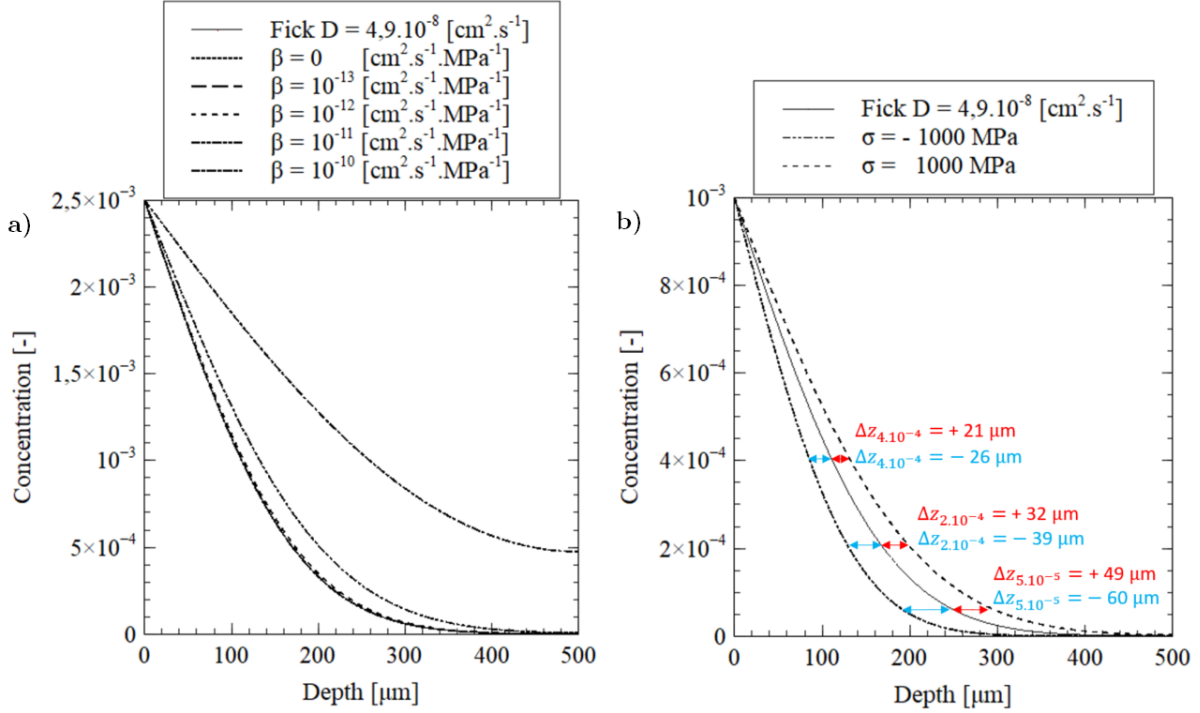 Fick D = 4,9.10⁻⁸ [cm².s⁻¹]
β = 0 [cm².s⁻¹.MPa⁻¹]
β = 10⁻¹³ [cm².s⁻¹.MPa⁻¹]
β = 10⁻¹² [cm².s⁻¹.MPa⁻¹]
β = 10⁻¹¹ [cm².s⁻¹.MPa⁻¹]
β = 10⁻¹⁰ [cm².s⁻¹.MPa⁻¹]
a)
2,5×10⁻³
2×10⁻³
1,5×10⁻³
10⁻³
5×10⁻⁴
0
Concentration [-]
0 100 200 300 400 500
Depth [µm]
Fick D = 4,9.10⁻⁸ [cm².s⁻¹]
σ = - 1000 MPa
σ = 1000 MPa
b)
10⁻³
8×10⁻⁴
6×10⁻⁴
4×10⁻⁴
2×10⁻⁴
0
Concentration [-]
Δz₄.₁₀₋₄ = + 21 µm
Δz₄.₁₀₋₄ = − 26 µm
Δz₂.₁₀₋₄ = + 32 µm
Δz₂.₁₀₋₄ = − 39 µm
Δz₅.₁₀₋₅ = + 49 µm
Δz₅.₁₀₋₅ = − 60 µm
0 100 200 300 400 500
Depth [µm]